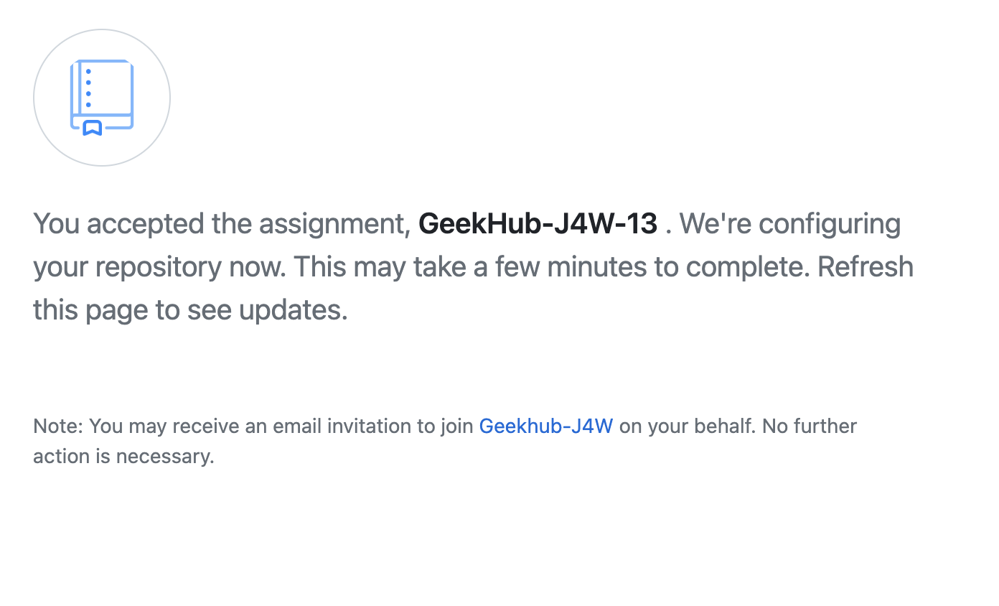 You accepted the assignment, GeekHub-J4W-13 . We're configuring
your repository now. This may take a few minutes to complete. Refresh
this page to see updates.
Note: You may receive an email invitation to join Geekhub-J4W on your behalf. No further
action is necessary.